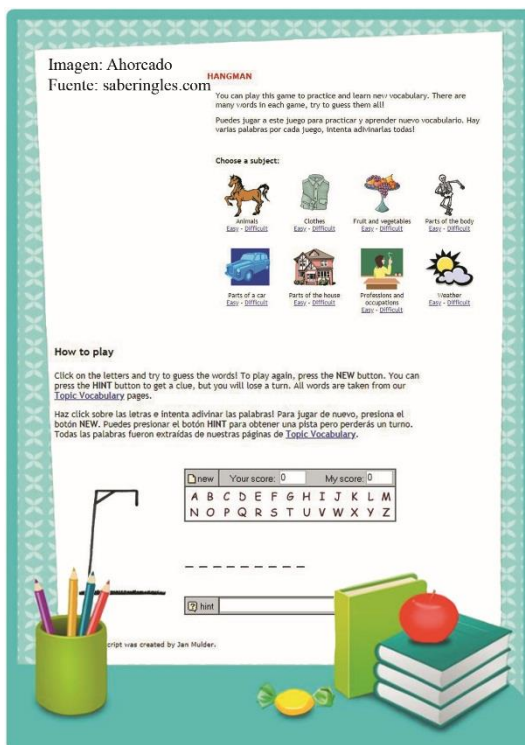 Imagen: Ahorcado
Fuente: saberingles.com
HANGMAN
You can play this game to practice and learn new vocabulary. There are
many words in each game, try to guess them all!
Puedes jugar a este juego para practicar y aprender nuevo vocabulario. Hay
varias palabras por cada juego, intenta adivinarlas todas!
Choose a subject:
Animals
Easy - Difficult
Clothes
Easy - Difficult
Fruit and vegetables
Easy - Difficult
Parts of the body
Easy - Difficult
Parts of a car
Easy - Difficult
Parts of the house
Easy - Difficult
Professions and
occupations
Easy - Difficult
Weather
Easy - Difficult
How to play
Click on the letters and try to guess the words! To play again, press the NEW button. You can
press the HINT button to get a clue, but you will lose a turn. All words are taken from our
Topic Vocabulary pages.
Haz click sobre las letras e intenta adivinar las palabras! Para jugar de nuevo, presiona el
botón NEW. Puedes presionar el botón HINT para obtener una pista pero perderás un turno.
Todas las palabras fueron extraídas de nuestras páginas de Topic Vocabulary.
new Your score: 0 My score: 0
A B C D E F G H I J K L M
N O P Q R S T U V W X Y Z
_ _ _ _ _ _ _ _ _
? hint
cript was created by Jan Mulder.